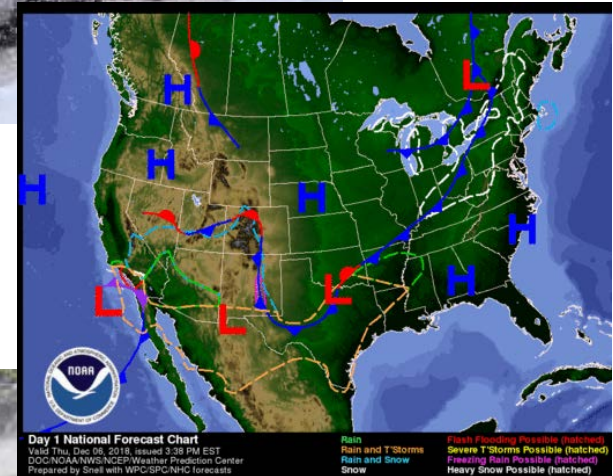 H
L
H
H
H
H
H
L
L
L
NOAA
Day 1 National Forecast Chart
Valid Thu, Dec 06, 2018, issued 3:38 PM EST
DOC/NOAA/NWS/NCEP/Weather Prediction Center
Prepared by Snell with WPC/SPC/NHC forecasts
Rain
Rain and T'Storms
Rain and Snow
Snow
Flash Flooding Possible (hatched)
Severe T'Storms Possible (hatched)
Freezing Rain Possible (hatched)
Heavy Snow Possible (hatched)